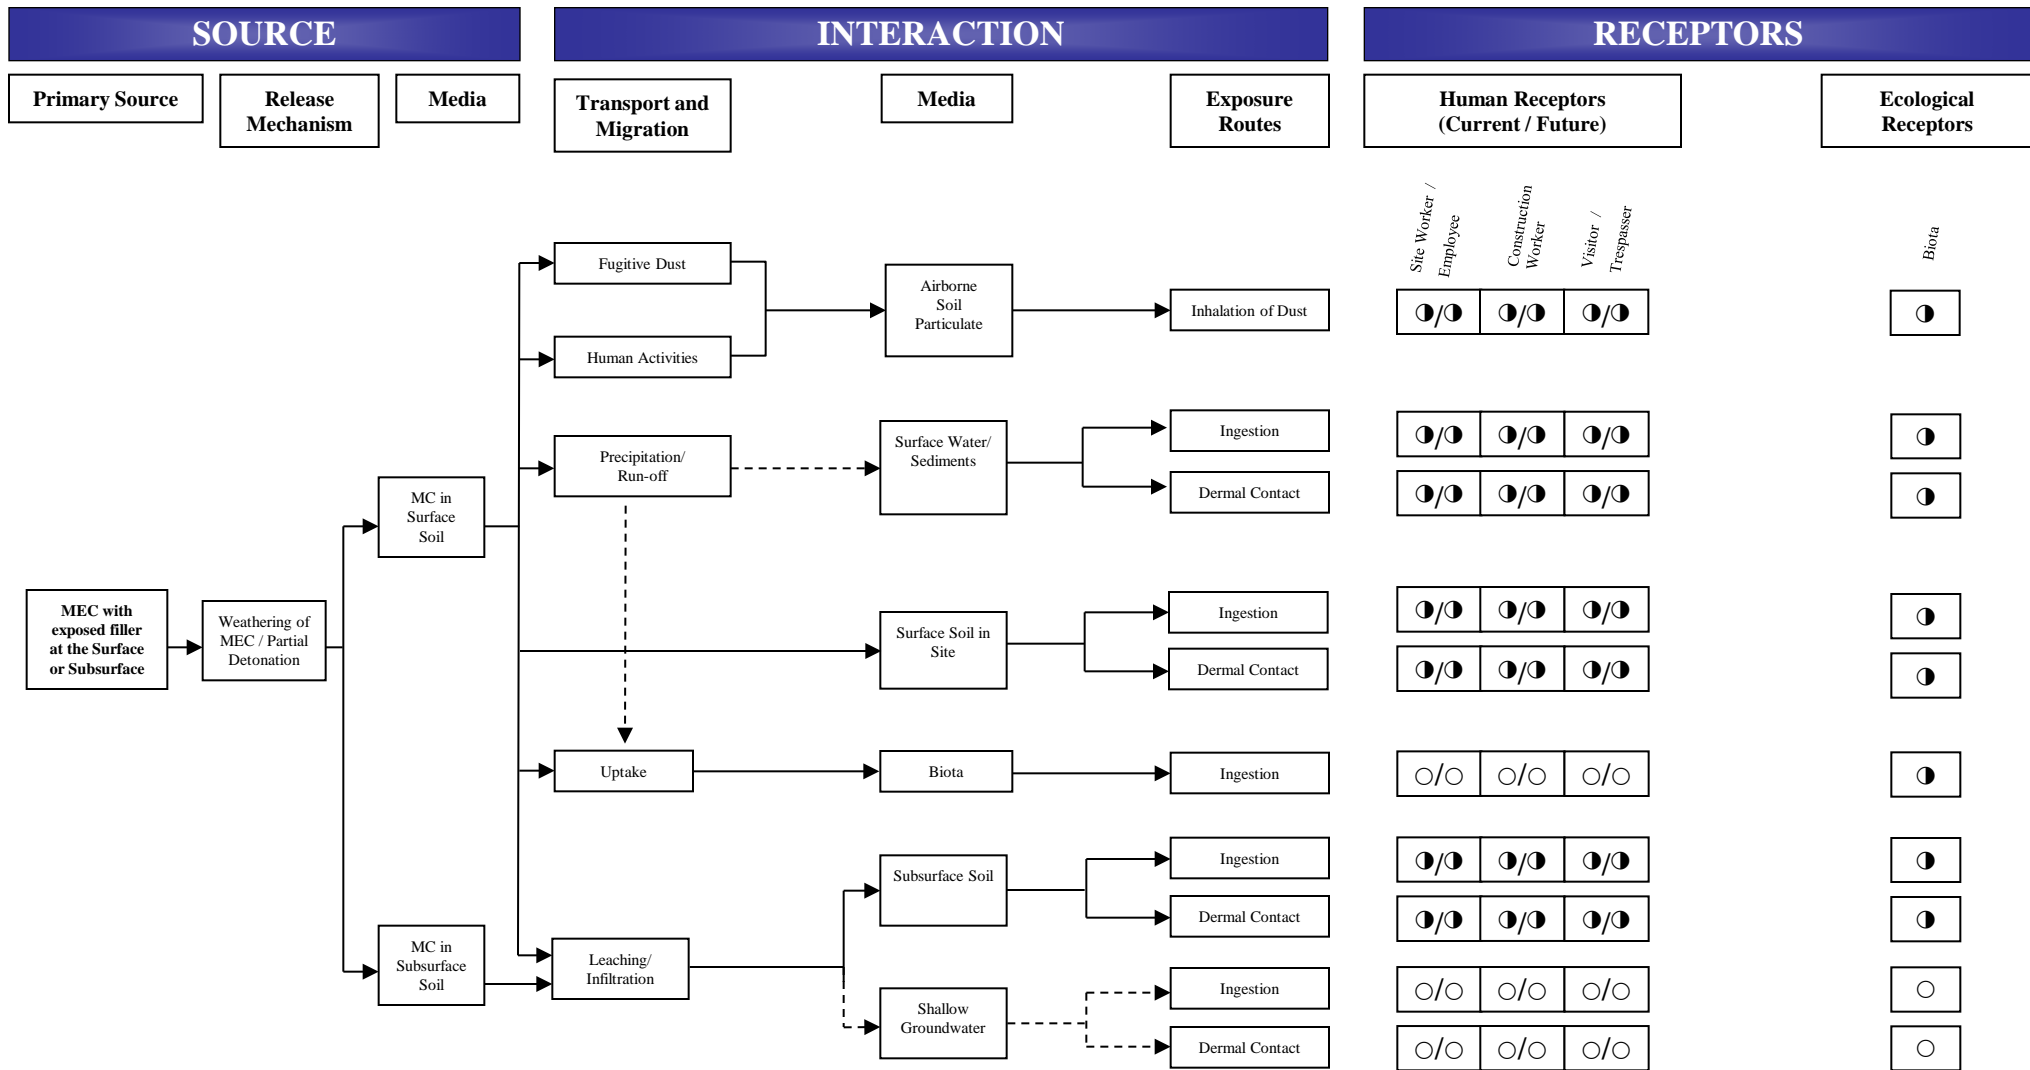 SOURCE
INTERACTION
RECEPTORS
Primary Source
Release
Mechanism
Media
Transport and
Migration
Media
Exposure
Routes
Human Receptors
(Current / Future)
Ecological
Receptors
Site Worker /
Employee
Construction
Worker
Visitor /
Trespasser
Biota
Fugitive Dust
Human Activities
Airborne
Soil
Particulate
Inhalation of Dust
◑/◑ ◑/◑ ◑/◑ ◑
Precipitation/
Run-off
Surface Water/
Sediments
Ingestion
◑/◑ ◑/◑ ◑/◑ ◑
Dermal Contact
◑/◑ ◑/◑ ◑/◑ ◑
MC in
Surface
Soil
MEC with
exposed filler
at the Surface
or Subsurface
Weathering of
MEC / Partial
Detonation
Surface Soil in
Site
Ingestion
◑/◑ ◑/◑ ◑/◑ ◑
Dermal Contact
◑/◑ ◑/◑ ◑/◑ ◑
Uptake
Biota
Ingestion
○/○ ○/○ ○/○ ◑
MC in
Subsurface
Soil
Leaching/
Infiltration
Subsurface Soil
Ingestion
◑/◑ ◑/◑ ◑/◑ ◑
Dermal Contact
◑/◑ ◑/◑ ◑/◑ ◑
Shallow
Groundwater
Ingestion
○/○ ○/○ ○/○ ○
Dermal Contact
○/○ ○/○ ○/○ ○